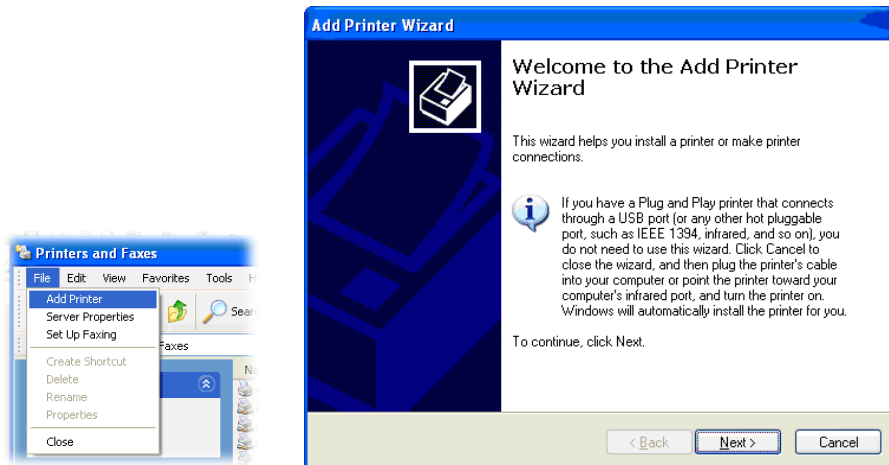 Printers and Faxes
File Edit View Favorites Tools
Add Printer
Server Properties
Set Up Faxing
Create Shortcut
Delete
Rename
Properties
Close
Faxes
Add Printer Wizard
Welcome to the Add Printer
Wizard
This wizard helps you install a printer or make printer
connections.
If you have a Plug and Play printer that connects
through a USB port (or any other hot pluggable
port, such as IEEE 1394, infrared, and so on), you
do not need to use this wizard. Click Cancel to
close the wizard, and then plug the printer's cable
into your computer or point the printer toward your
computer's infrared port, and turn the printer on.
Windows will automatically install the printer for you.
To continue, click Next.
< Back Next > Cancel